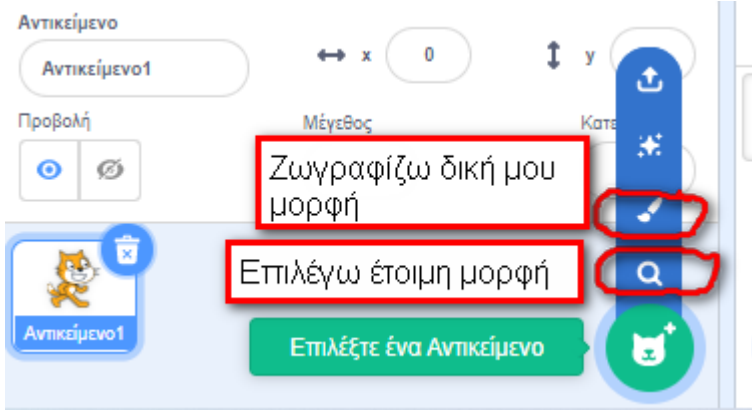 Αντικείμενο
Αντικείμενο1
x
0
y
Προβολή
Μέγεθος
Κατε
Ζωγραφίζω δική μου
μορφή
Επιλέγω έτοιμη μορφή
Αντικείμενο1
Επιλέξτε ένα Αντικείμενο